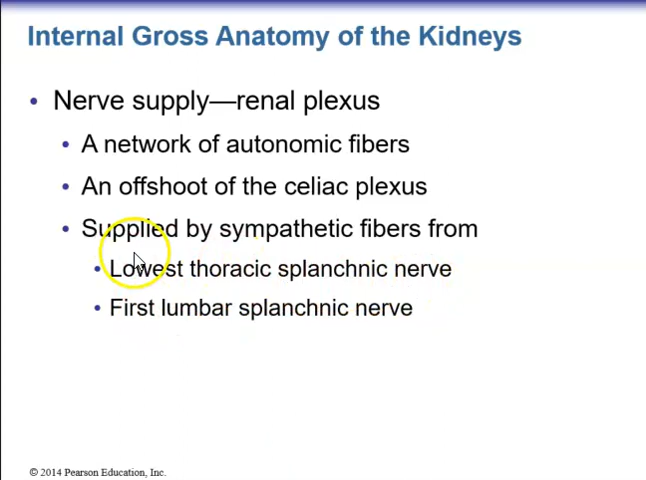 Internal Gross Anatomy of the Kidneys
• Nerve supply—renal plexus
• A network of autonomic fibers
• An offshoot of the celiac plexus
• Supplied by sympathetic fibers from
• Lowest thoracic splanchnic nerve
• First lumbar splanchnic nerve
© 2014 Pearson Education, Inc.